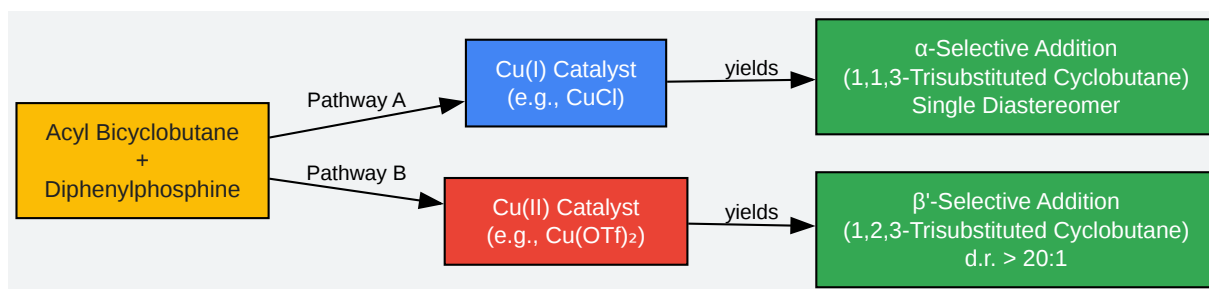 Acyl Bicyclobutane
+
Diphenylphosphine
Pathway A
Cu(I) Catalyst
(e.g., CuCl)
yields
α-Selective Addition
(1,1,3-Trisubstituted Cyclobutane)
Single Diastereomer
Pathway B
Cu(II) Catalyst
(e.g., Cu(OTf)₂)
yields
β'-Selective Addition
(1,2,3-Trisubstituted Cyclobutane)
d.r. > 20:1